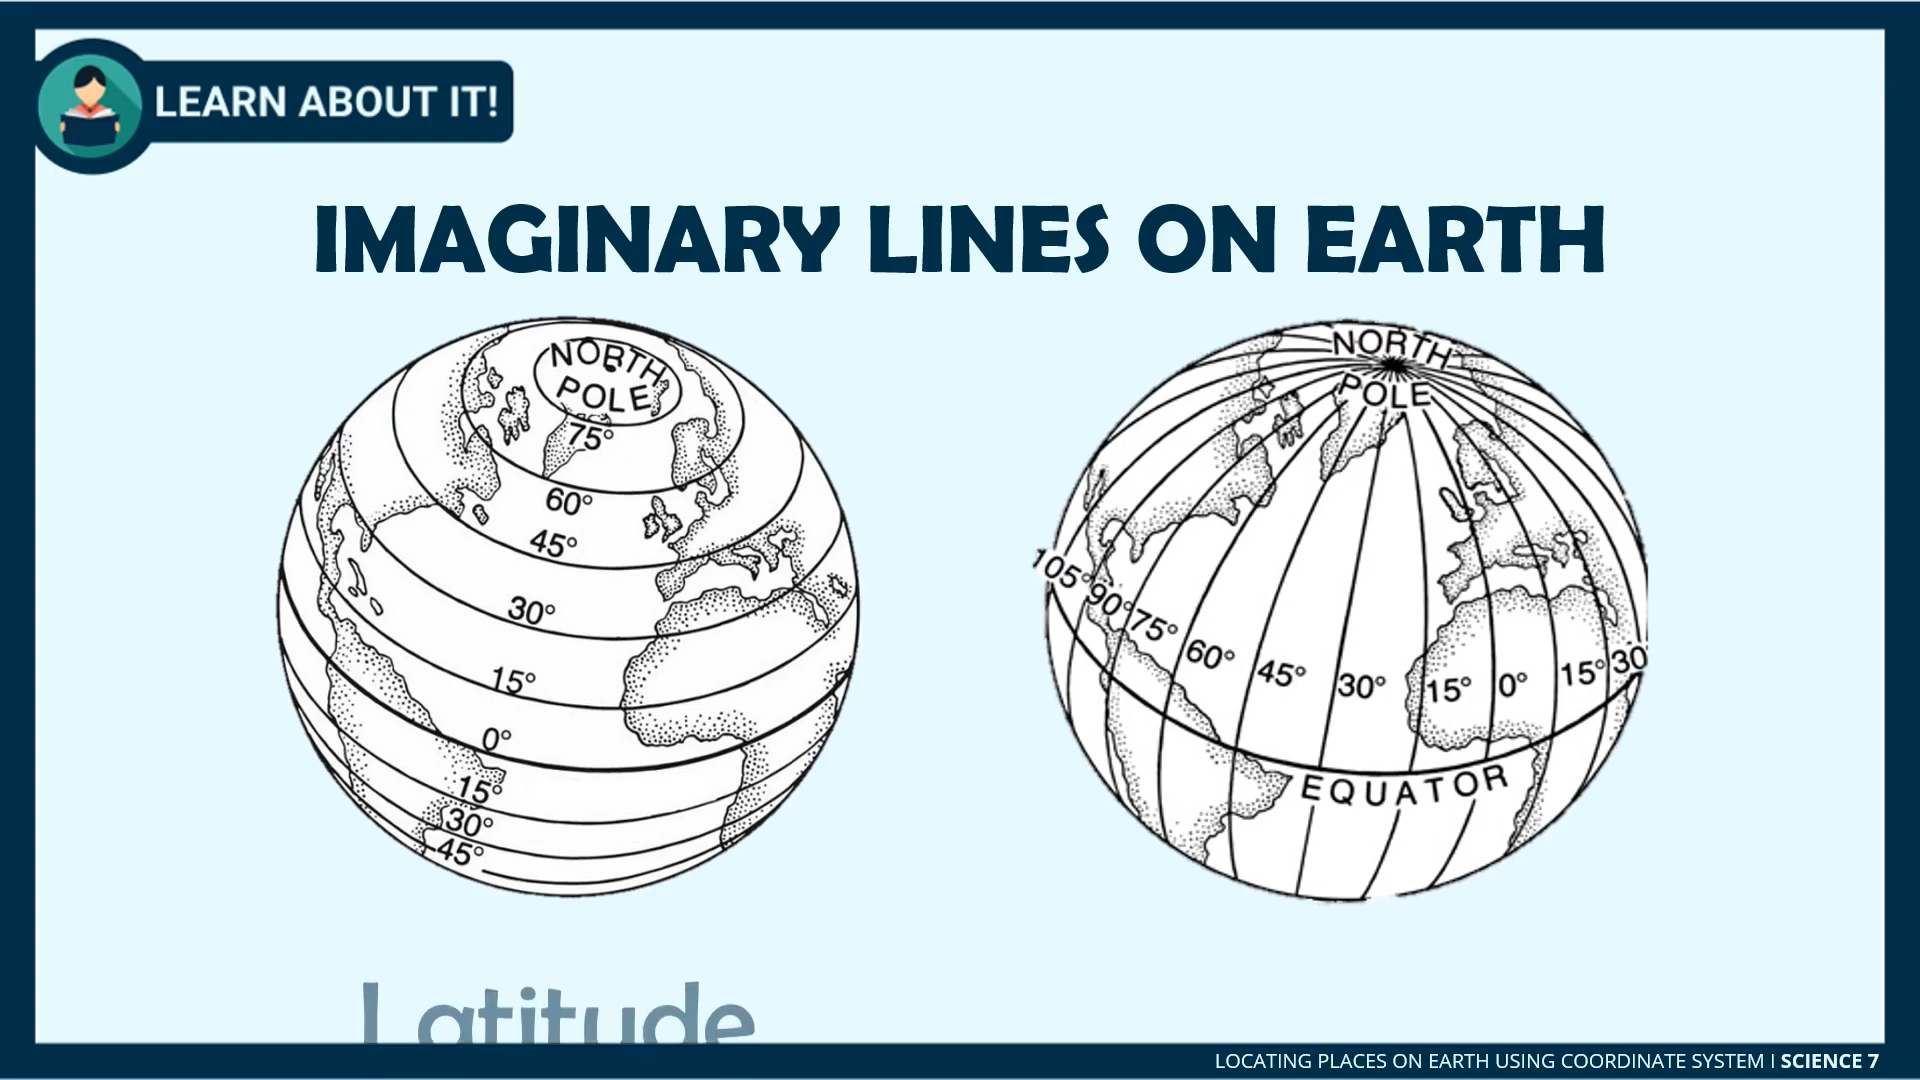 LEARN ABOUT IT!
IMAGINARY LINES ON EARTH
NORTH
POLE
75°
60°
45°
30°
15°
0°
15°
30°
45°
NORTH
POLE
105°
90°
75°
60°
45°
30°
15°
0°
15°
30
EQUATOR
Latitude
LOCATING PLACES ON EARTH USING COORDINATE SYSTEM I SCIENCE 7